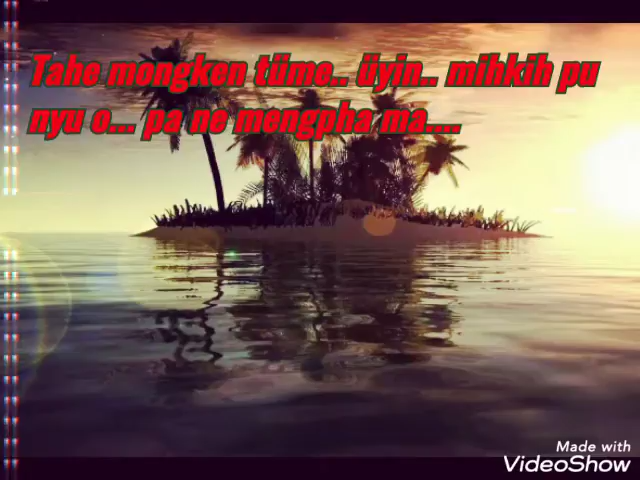 Tahe mongken tüme.. üyin.. mihkih pu
nyu o... pa ne mengpha ma....
Made with
VideoShow